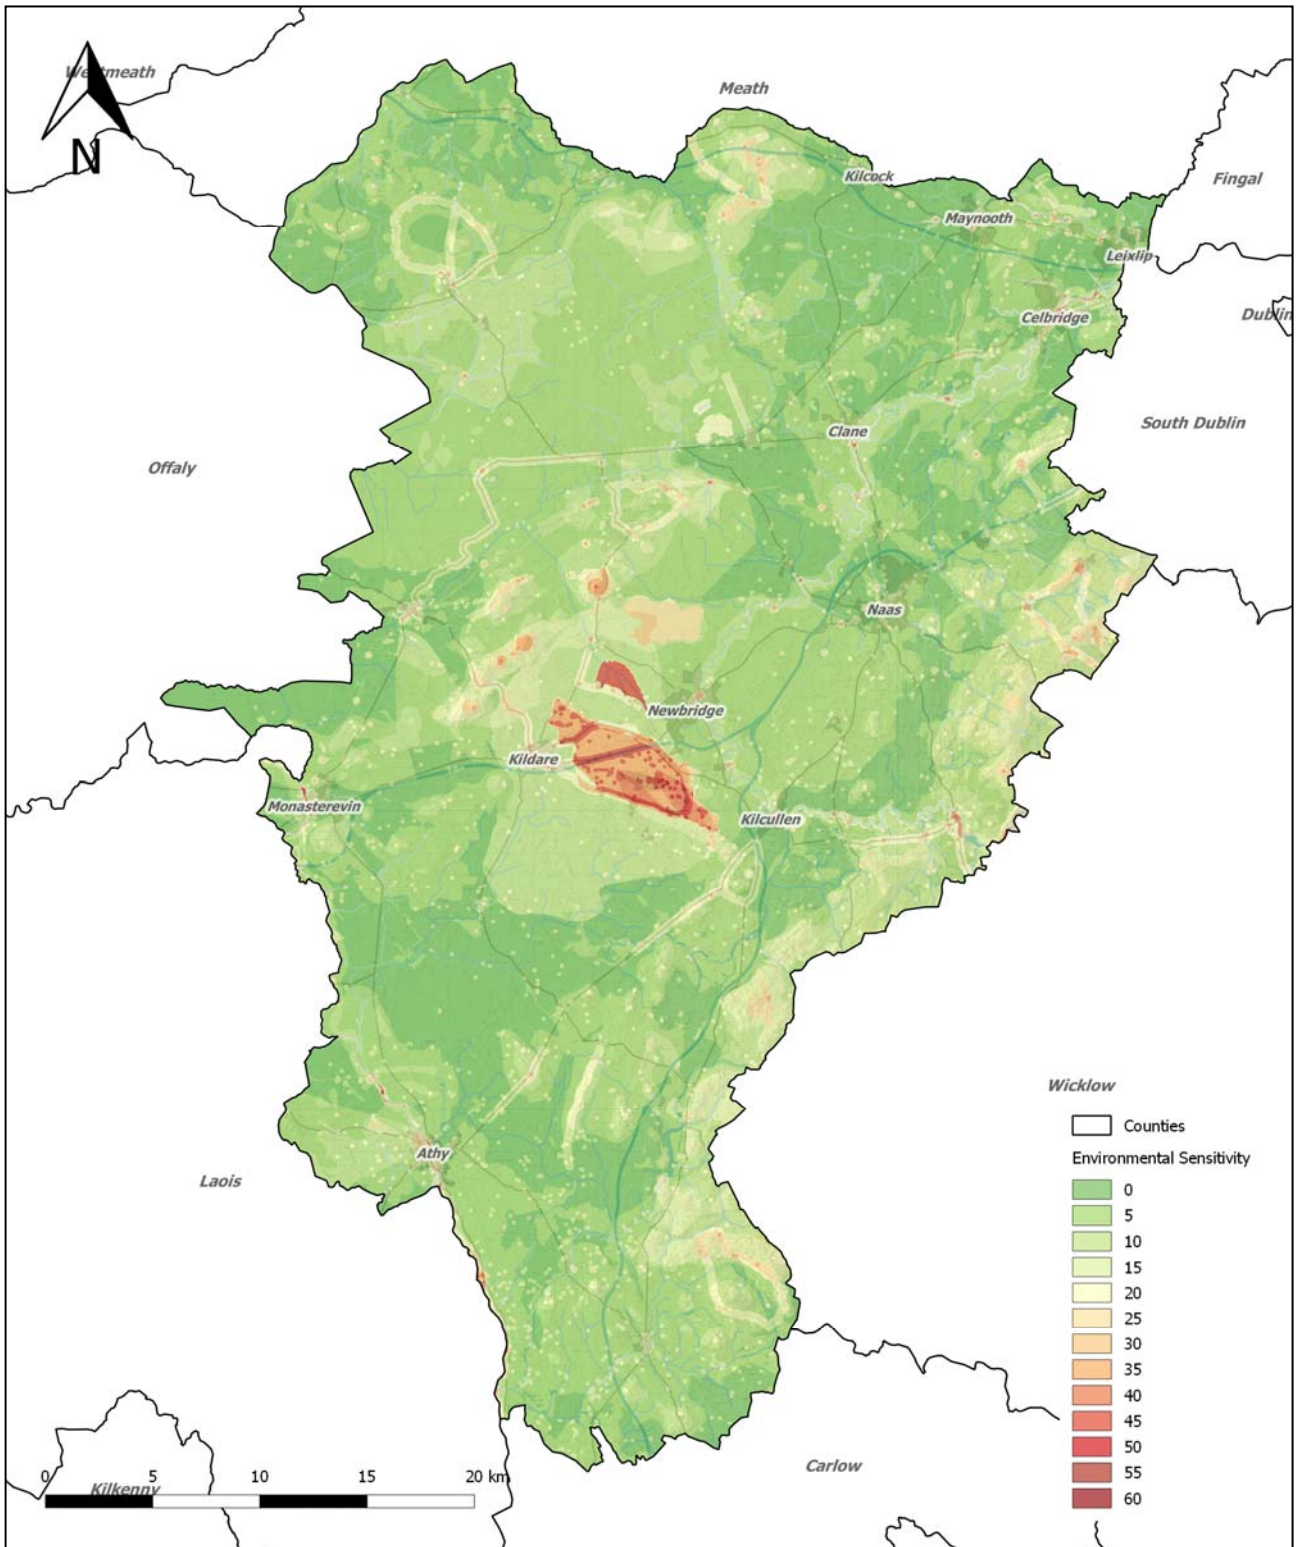 Westmeath
Meath
N
Kilcock
Fingal
Maynooth
Leixlip
Celbridge
Dublin
Clane
South Dublin
Offaly
Naas
Newbridge
Kildare
Monasterevin
Kilcullen
Wicklow
Counties
Environmental Sensitivity
Athy
Laois
0
5
10
15
20
25
30
35
40
45
50
55
60
Carlow
0 5 10 15 20 km
Kilkenny